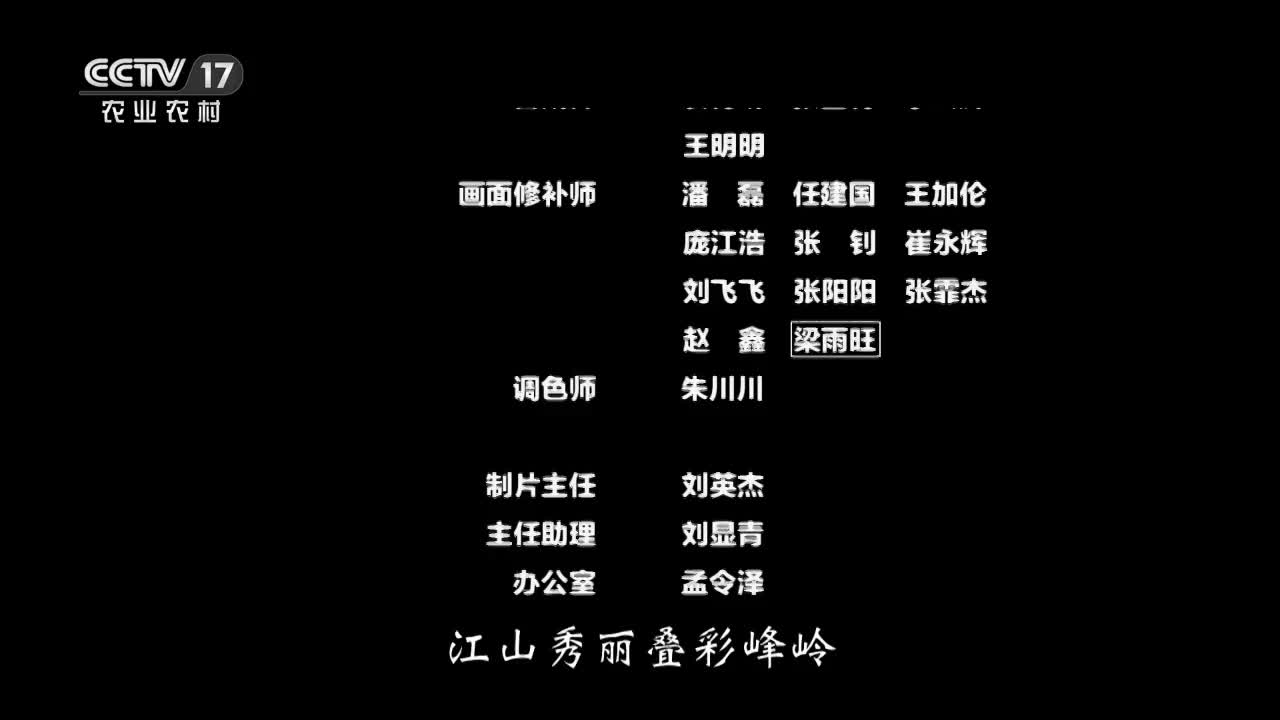 CCTV 17
农业农村
王明明
画面修补师 潘 磊 任建国 王加伦
庞江浩 张 钊 崔永辉
刘飞飞 张阳阳 张霏杰
赵 鑫 梁雨旺
调色师 朱川川
制片主任 刘英杰
主任助理 刘显青
办公室 孟令泽
江山秀丽叠彩峰岭